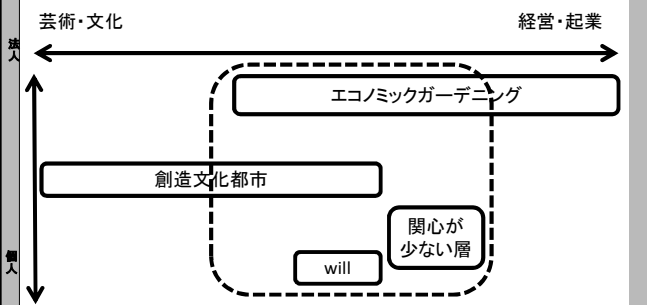 芸術・文化
経営・起業
法人
エコノミックガーデニング
創造文化都市
関心が
少ない層
will
個人